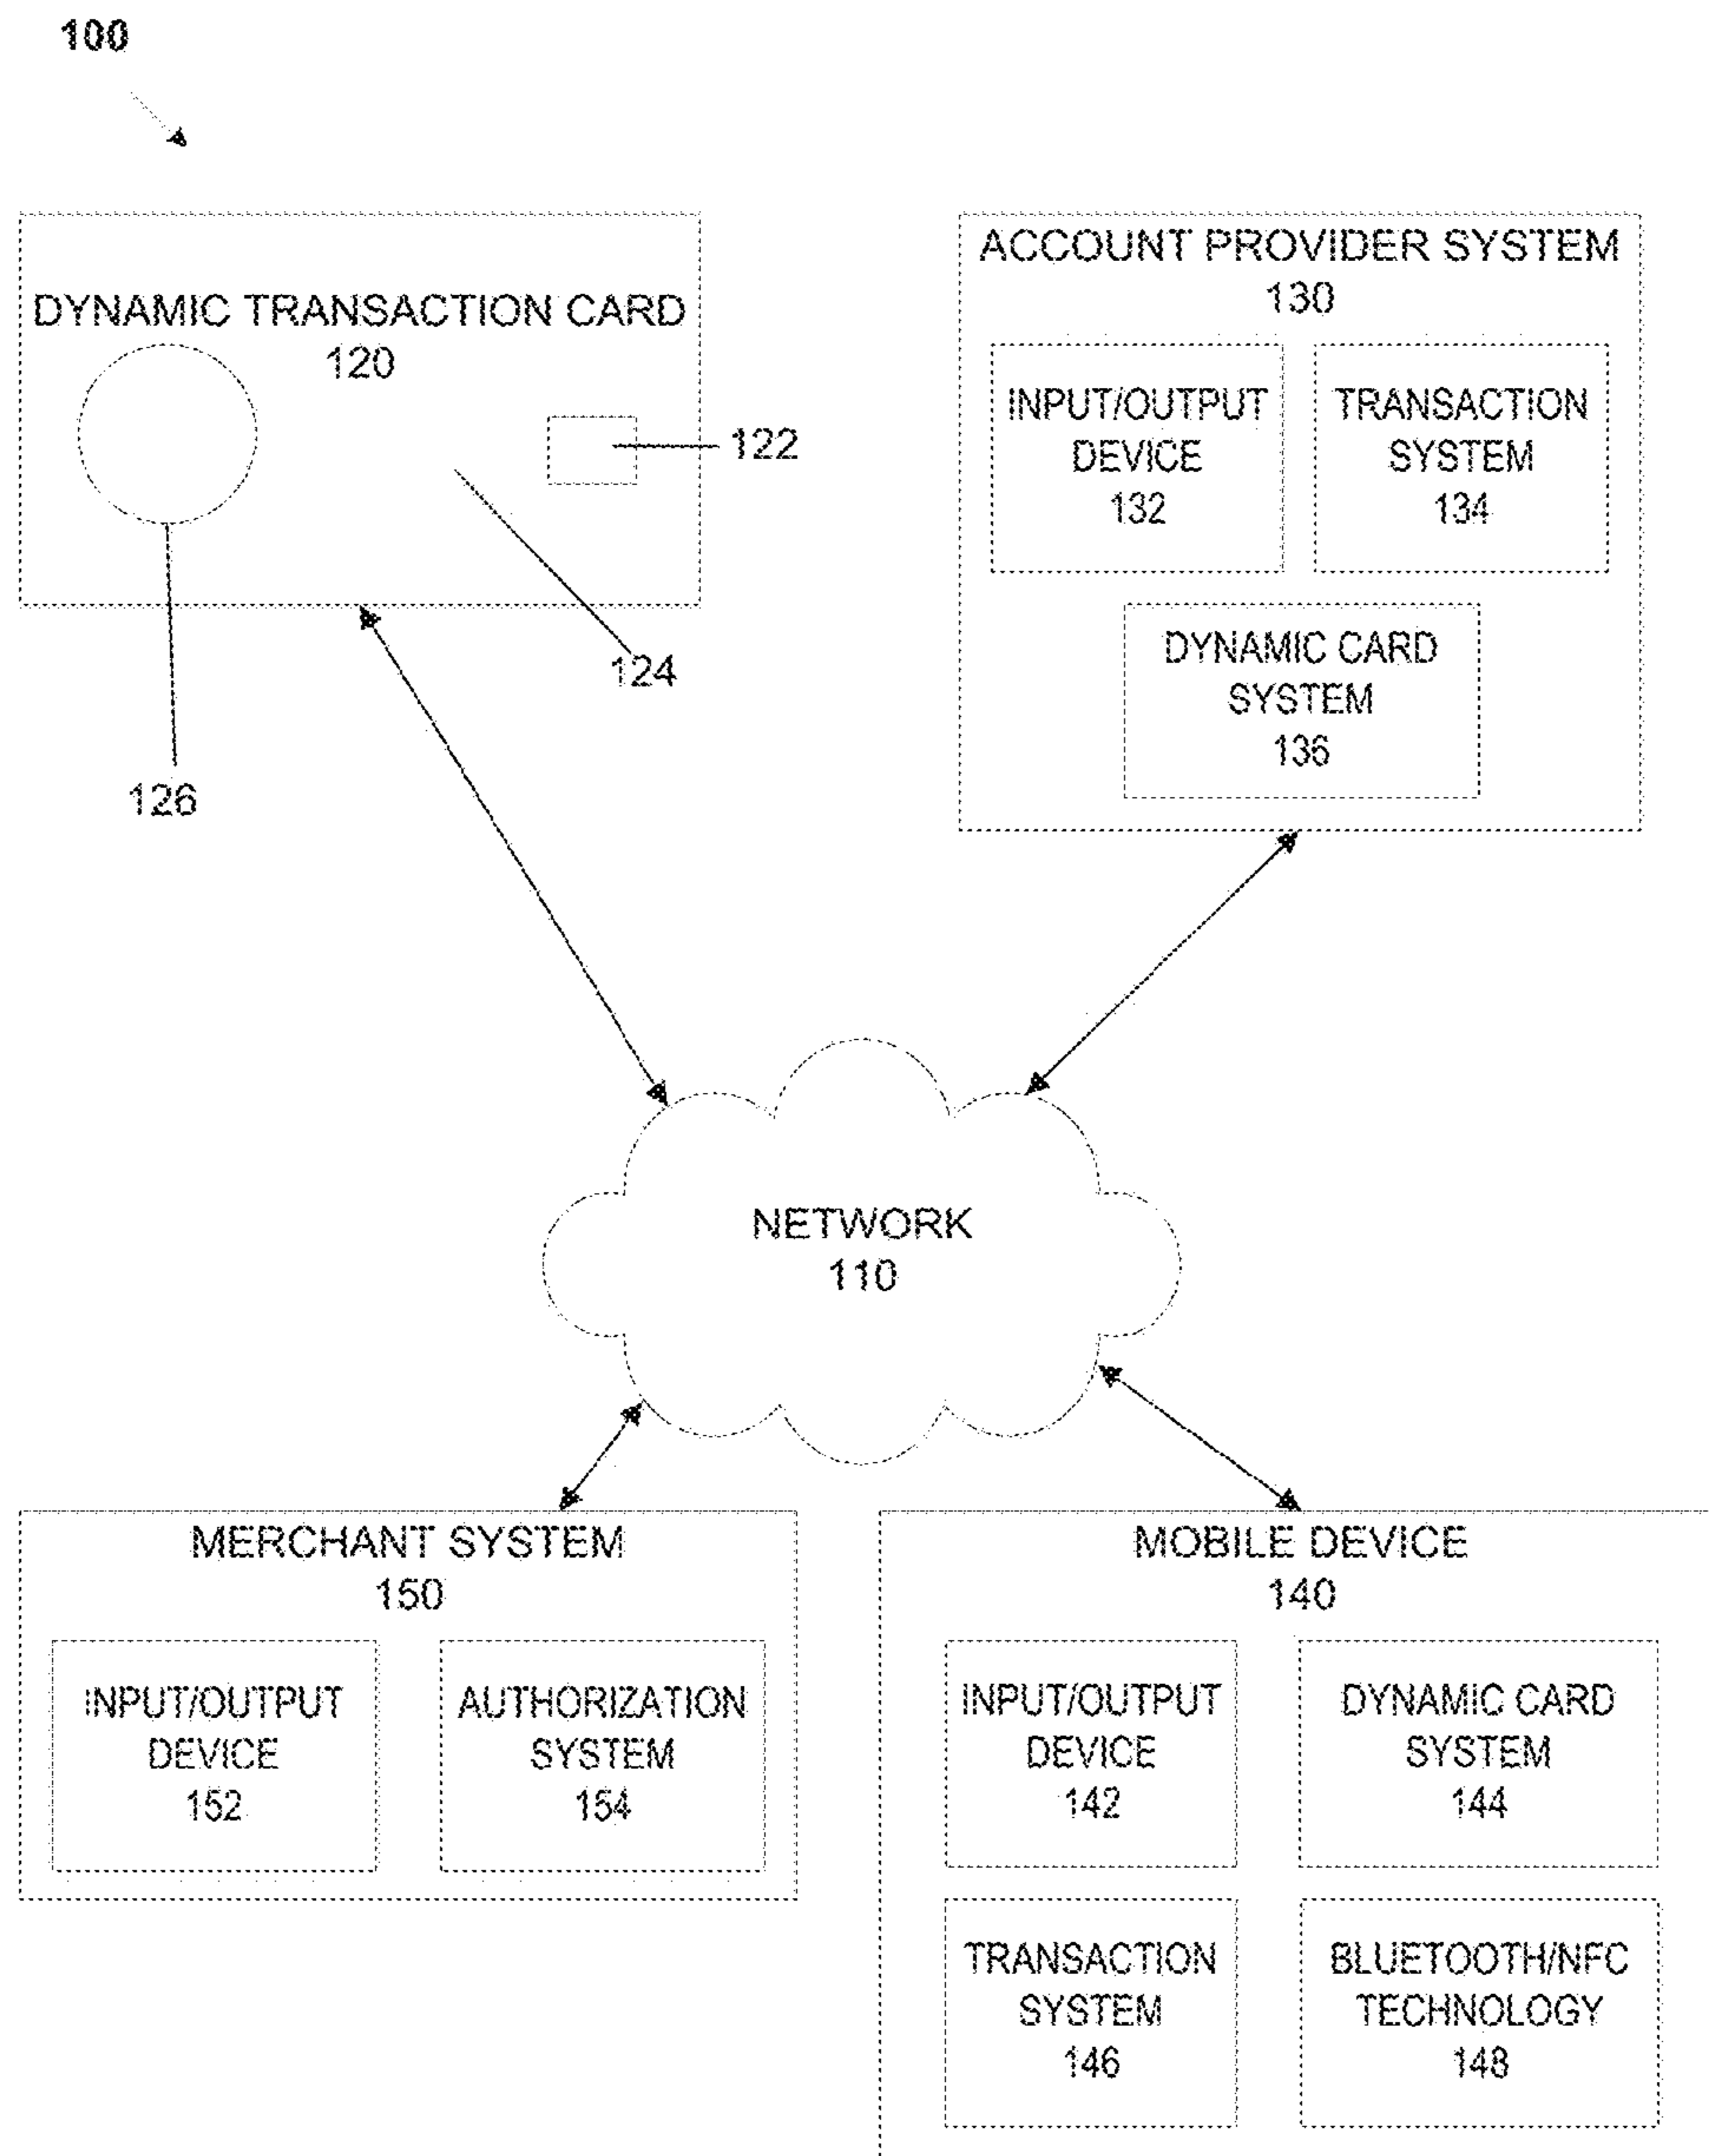 100
DYNAMIC TRANSACTION CARD
120
122
124
126
ACCOUNT PROVIDER SYSTEM
130
INPUT/OUTPUT
DEVICE
132
TRANSACTION
SYSTEM
134
DYNAMIC CARD
SYSTEM
136
NETWORK
110
MERCHANT SYSTEM
150
INPUT/OUTPUT
DEVICE
152
AUTHORIZATION
SYSTEM
154
MOBILE DEVICE
140
INPUT/OUTPUT
DEVICE
142
DYNAMIC CARD
SYSTEM
144
TRANSACTION
SYSTEM
146
BLUETOOTH/NFC
TECHNOLOGY
148